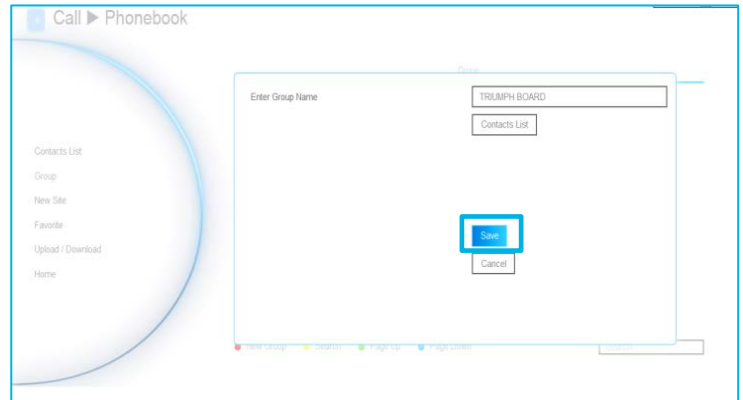 Call ▶ Phonebook
Group
Enter Group Name
TRIUMPH BOARD
Contacts List
Contacts List
Group
New Site
Favorite
Upload / Download
Home
Save
Cancel
New Group Search Page Up Page Down